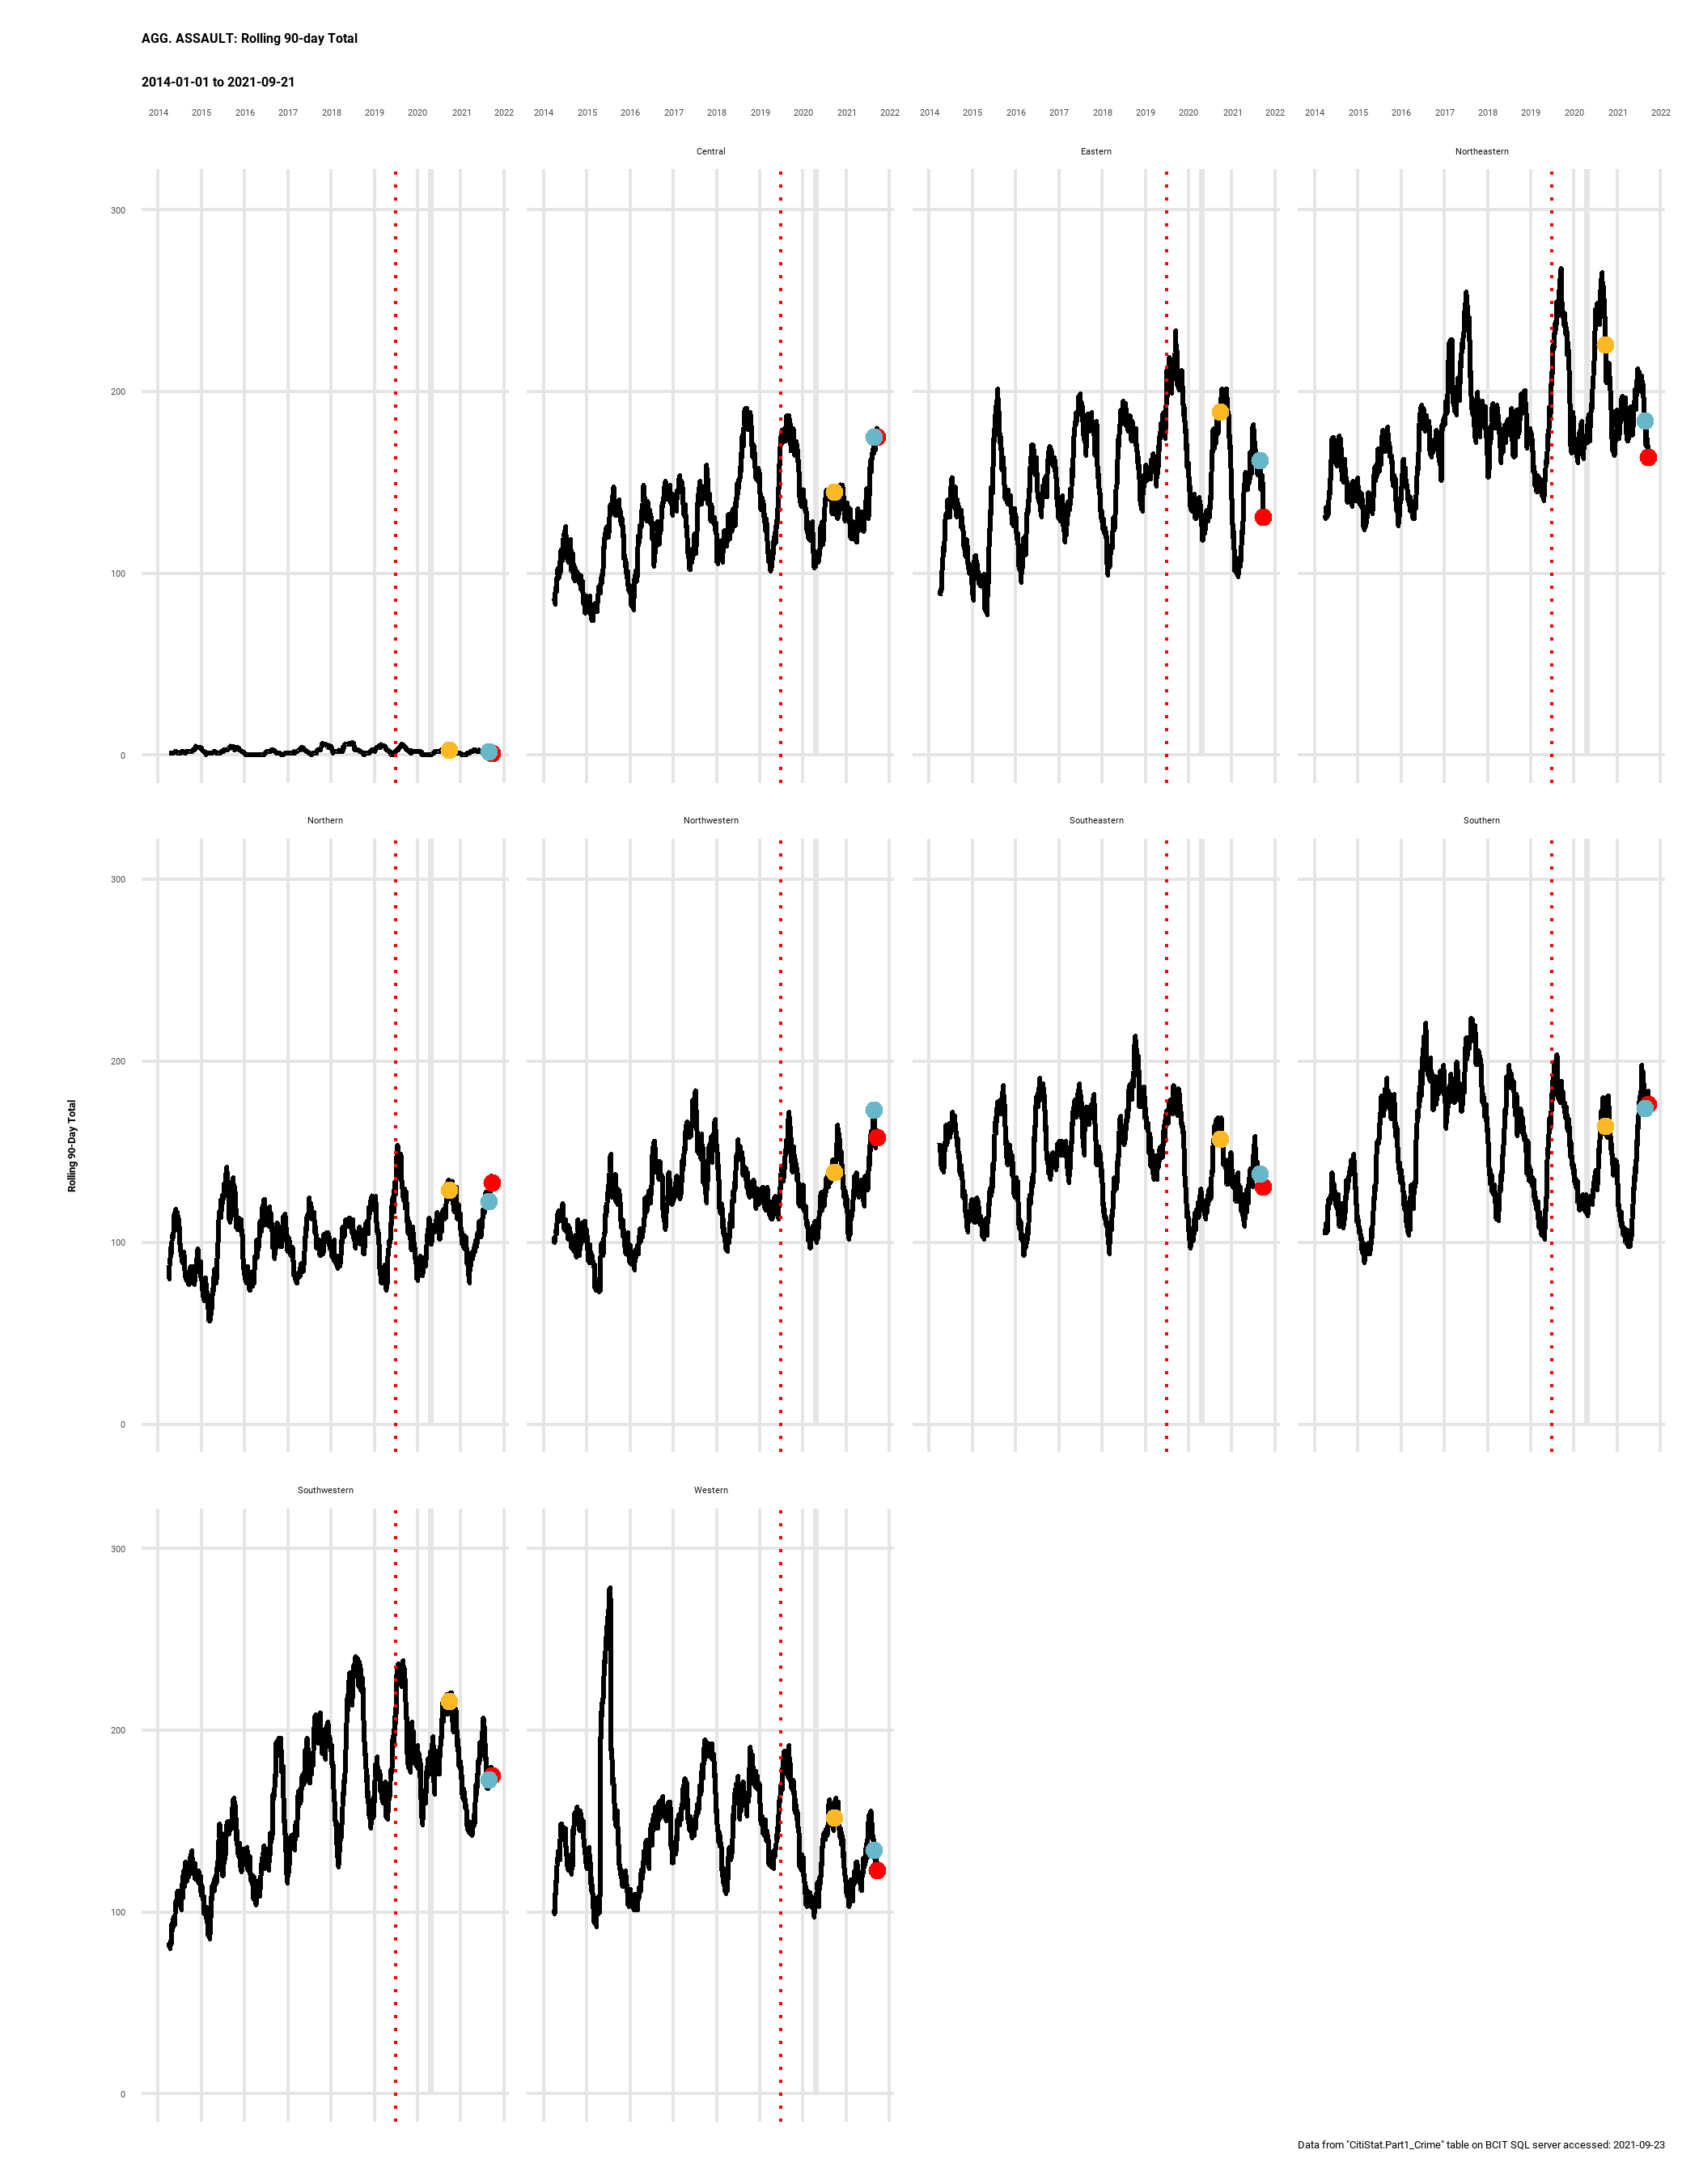 AGG. ASSAULT: Rolling 90-day Total
2014-01-01 to 2021-09-21
2014 2015 2016 2017 2018 2019 2020 2021 2022 2014 2015 2016 2017 2018 2019 2020 2021 2022 2014 2015 2016 2017 2018 2019 2020 2021 2022 2014 2015 2016 2017 2018 2019 2020 2021 2022
Central Eastern Northeastern
300
200
100
0
Northern Northwestern Southeastern Southern
300
200
100
0
Rolling 90-Day Total
Southwestern Western
300
200
100
0
Data from "CitiStat.Part1_Crime" table on BCIT SQL server accessed: 2021-09-23